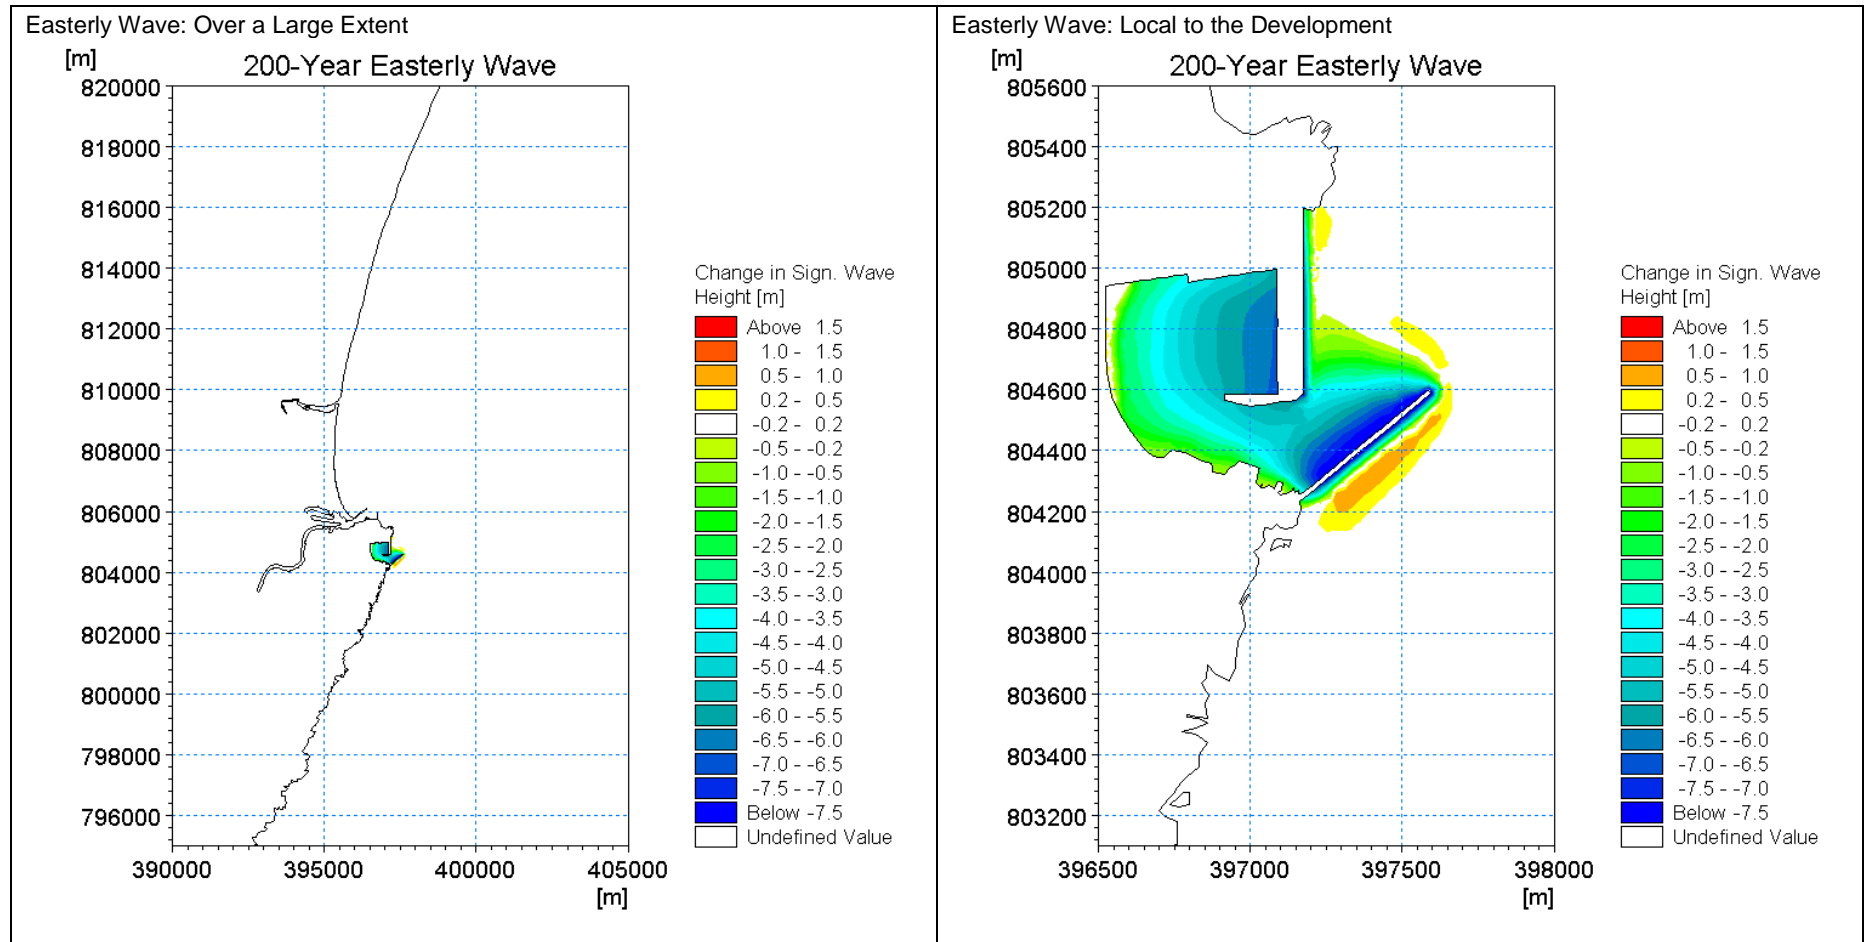 Easterly Wave: Over a Large Extent
[m]
200-Year Easterly Wave
820000
818000
816000
814000
812000
810000
808000
806000
804000
802000
800000
798000
796000
390000 395000 400000 405000
[m]
Change in Sign. Wave
Height [m]
Above 1.5
1.0 - 1.5
0.5 - 1.0
0.2 - 0.5
-0.2 - 0.2
-0.5 - -0.2
-1.0 - -0.5
-1.5 - -1.0
-2.0 - -1.5
-2.5 - -2.0
-3.0 - -2.5
-3.5 - -3.0
-4.0 - -3.5
-4.5 - -4.0
-5.0 - -4.5
-5.5 - -5.0
-6.0 - -5.5
-6.5 - -6.0
-7.0 - -6.5
-7.5 - -7.0
Below -7.5
Undefined Value
Easterly Wave: Local to the Development
[m]
200-Year Easterly Wave
805600
805400
805200
805000
804800
804600
804400
804200
804000
803800
803600
803400
803200
396500 397000 397500 398000
[m]
Change in Sign. Wave
Height [m]
Above 1.5
1.0 - 1.5
0.5 - 1.0
0.2 - 0.5
-0.2 - 0.2
-0.5 - -0.2
-1.0 - -0.5
-1.5 - -1.0
-2.0 - -1.5
-2.5 - -2.0
-3.0 - -2.5
-3.5 - -3.0
-4.0 - -3.5
-4.5 - -4.0
-5.0 - -4.5
-5.5 - -5.0
-6.0 - -5.5
-6.5 - -6.0
-7.0 - -6.5
-7.5 - -7.0
Below -7.5
Undefined Value